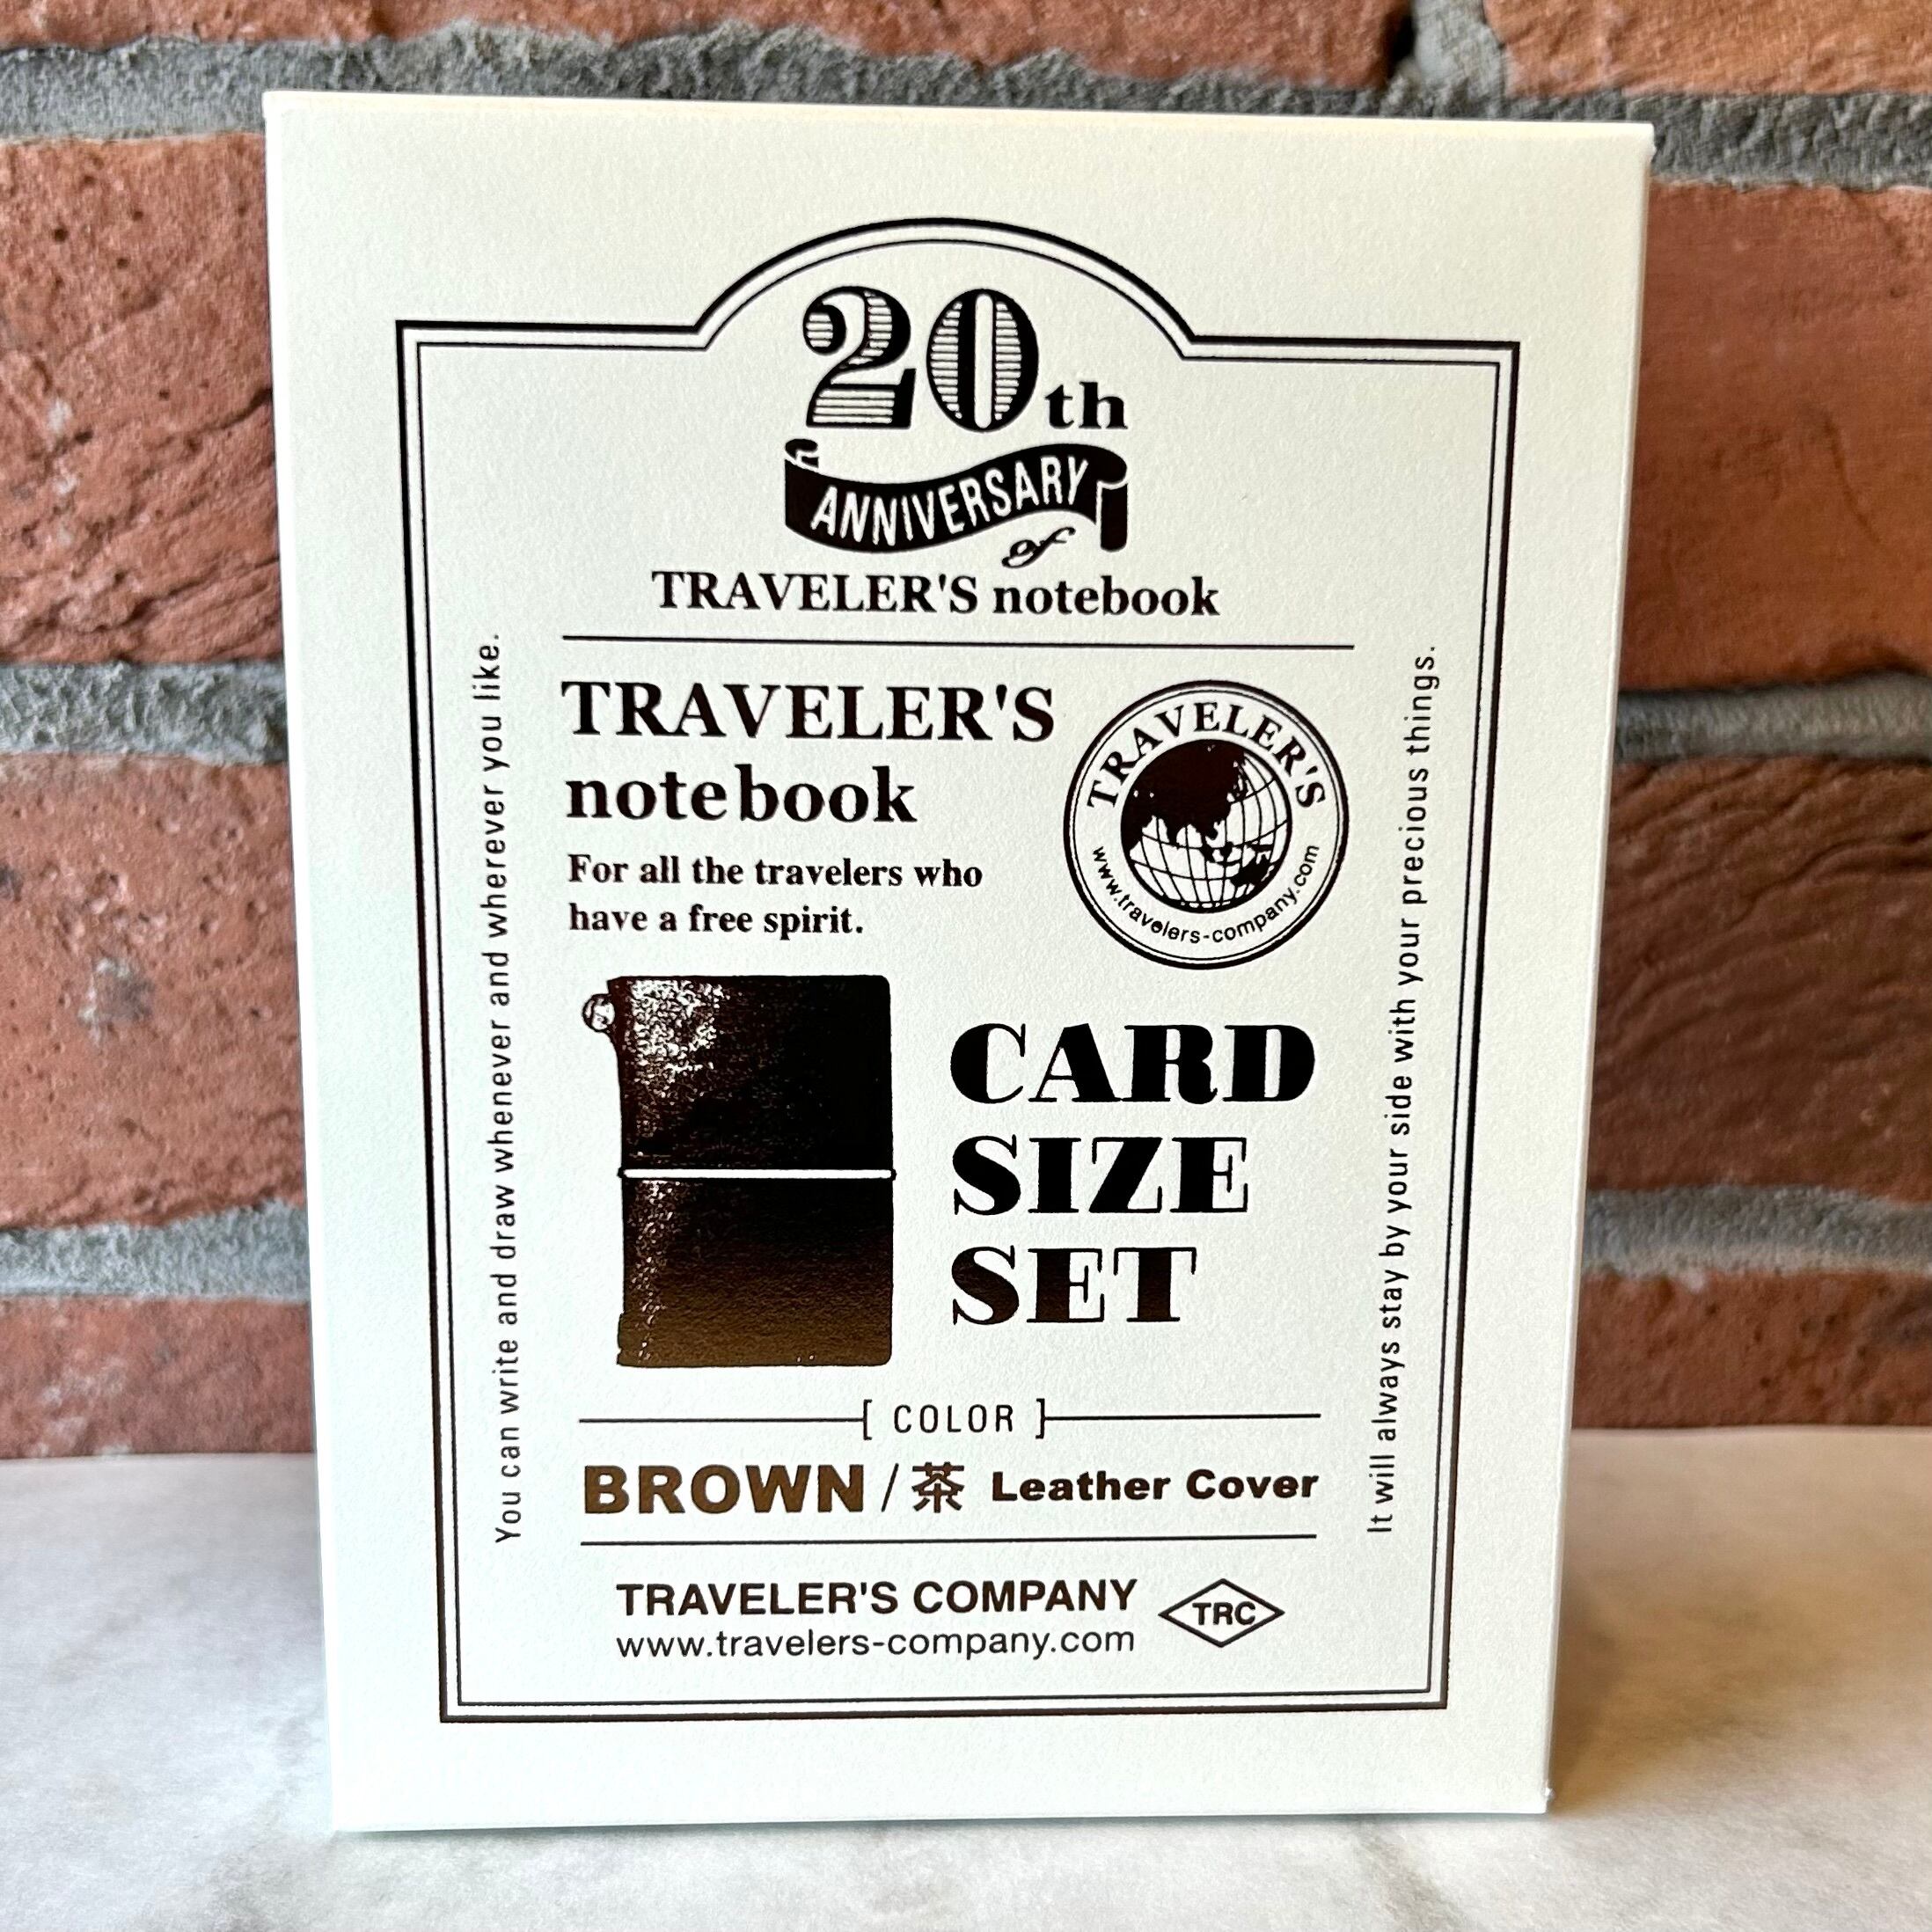 20th
ANNIVERSARY
of
TRAVELER'S notebook
TRAVELER'S
notebook
For all the travelers who
have a free spirit.
TRAVELER'S
www.travelers-company.com
CARD
SIZE
SET
[ COLOR ]
BROWN / 茶 Leather Cover
TRAVELER'S COMPANY
www.travelers-company.com
TRC
You can write and draw whenever and wherever you like.
It will always stay by your side with your precious things.